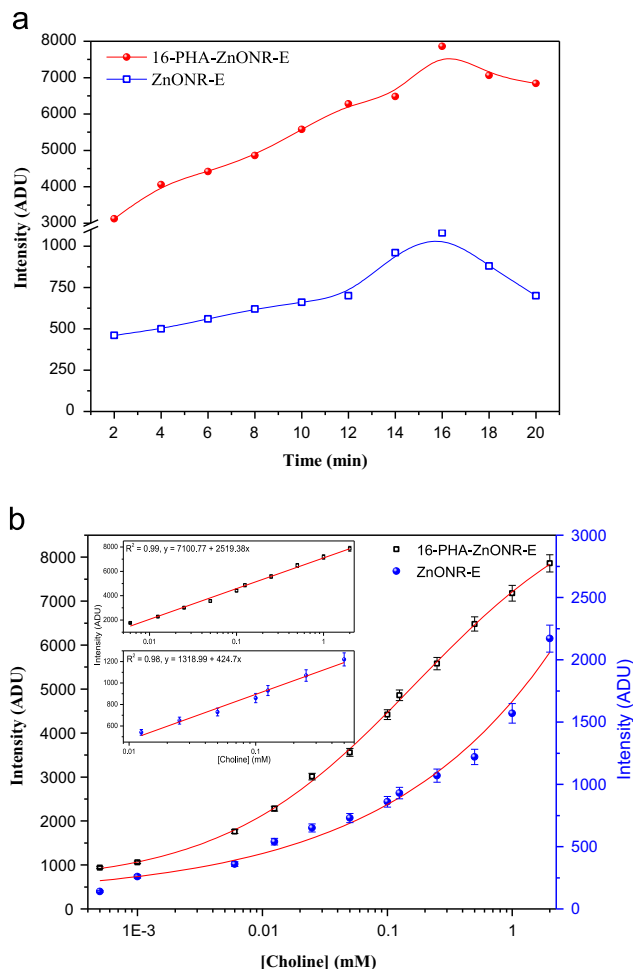 a
8000
7000
6000
5000
4000
3000
1000
750
500
250
0
Intensity (ADU)
16-PHA-ZnONR-E
ZnONR-E
2 4 6 8 10 12 14 16 18 20
Time (min)
b
8000
7000
6000
5000
4000
3000
2000
1000
0
Intensity (ADU)
R² = 0.99, y = 7100.77 + 2519.38x
8000
6000
4000
2000
0.01 0.1 1
Intensity (ADU)
R² = 0.98, y = 1318.99 + 424.7x
1200
1000
800
600
0.01 0.1
[Choline] (mM)
16-PHA-ZnONR-E
ZnONR-E
3000
2500
2000
1500
1000
500
0
Intensity (ADU)
1E-3 0.01 0.1 1
[Choline] (mM)